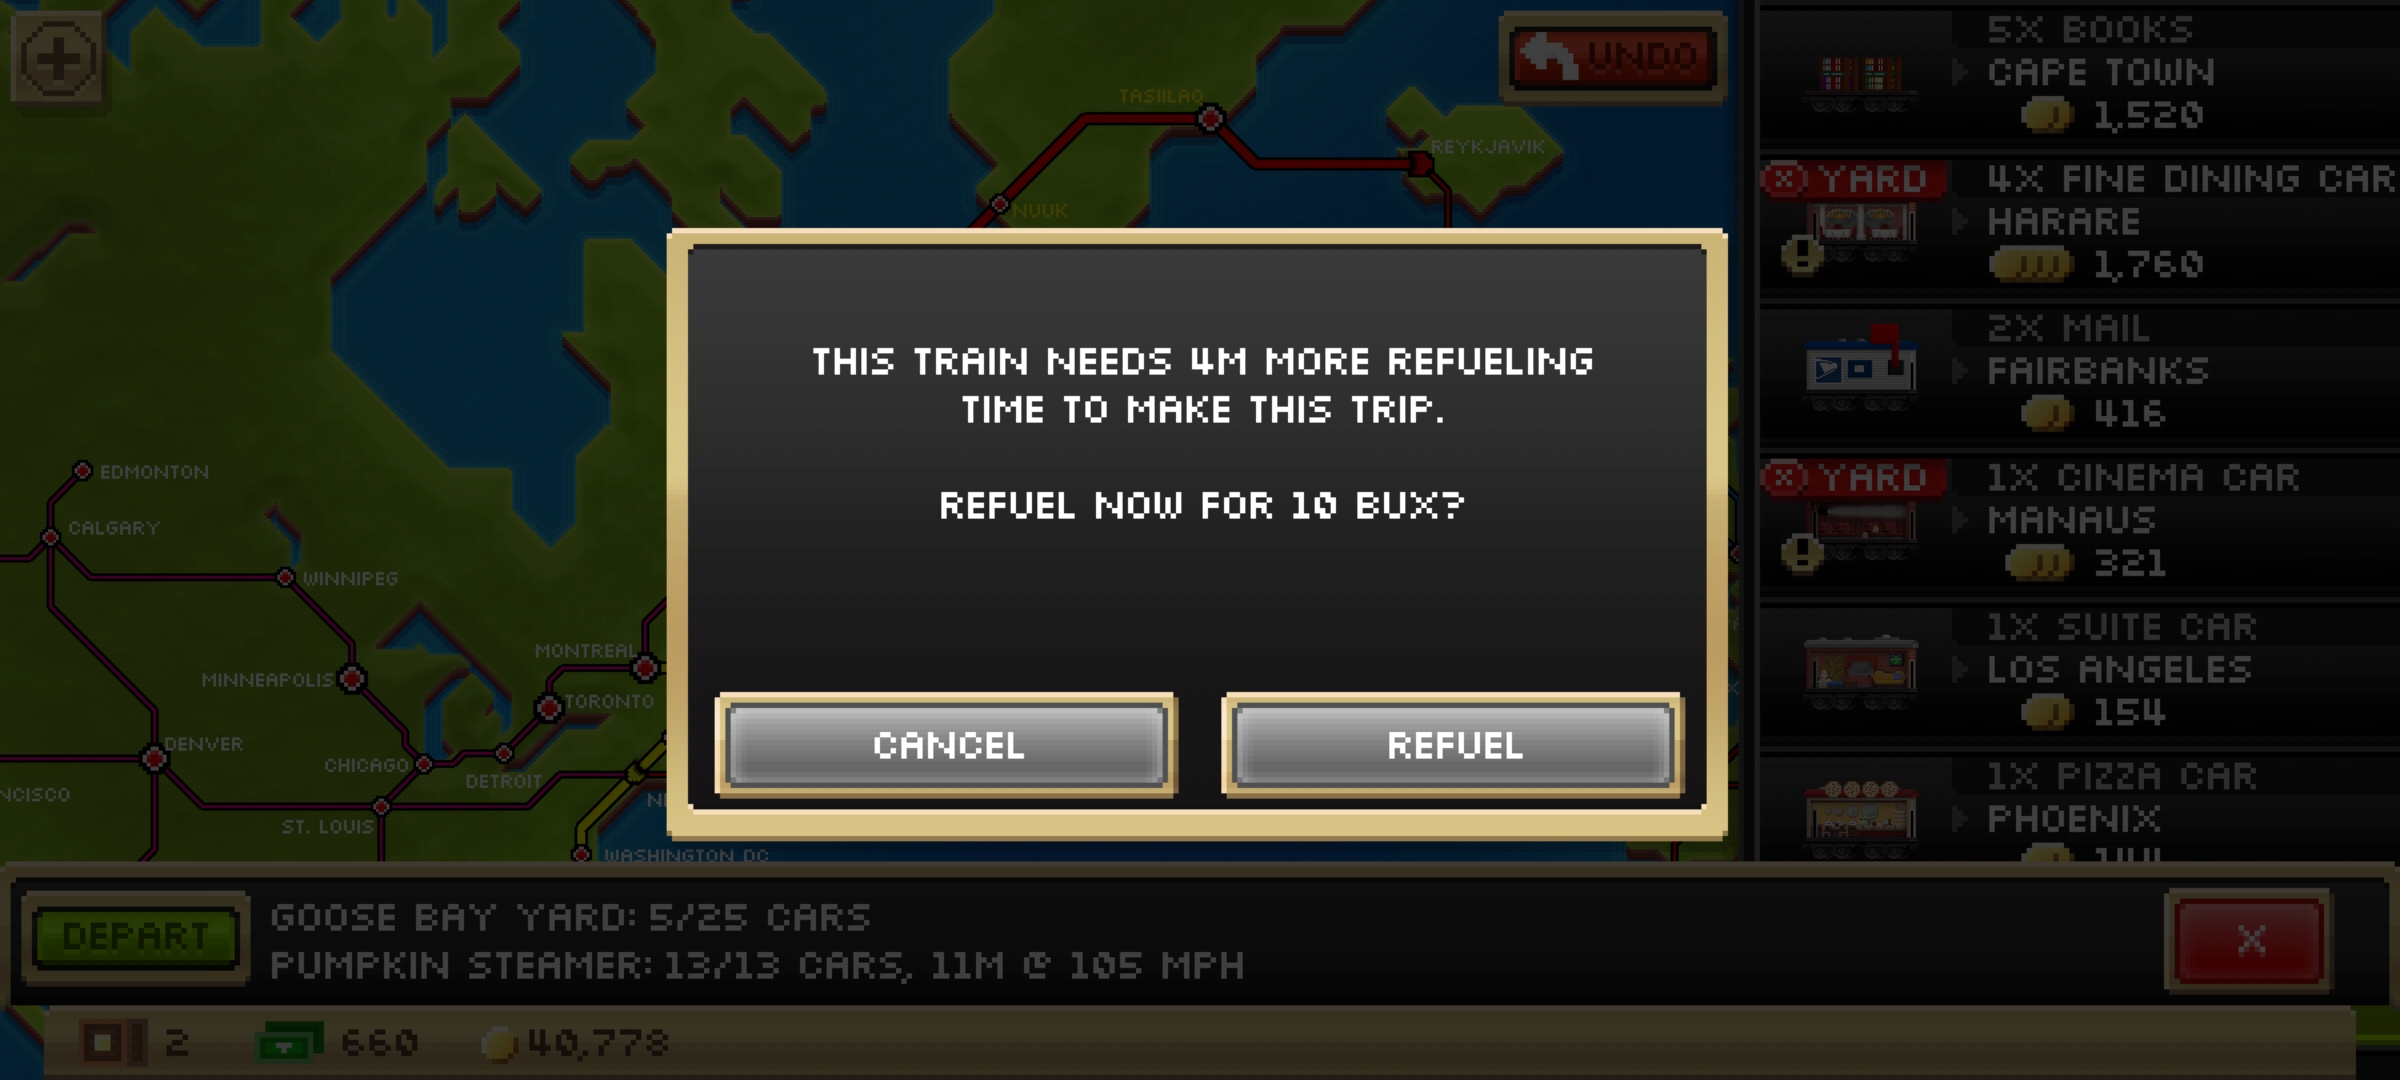 UNDO
TASIILAQ
REYKJAVIK
NUUK
EDMONTON
CALGARY
WINNIPEG
MONTREAL
MINNEAPOLIS
TORONTO
DENVER
CHICAGO
DETROIT
NCISCO
ST. LOUIS
WASHINGTON DC
5X BOOKS
CAPE TOWN
1,520
YARD
4X FINE DINING CAR
HARARE
1,760
2X MAIL
FAIRBANKS
416
YARD
1X CINEMA CAR
MANAUS
321
1X SUITE CAR
LOS ANGELES
154
1X PIZZA CAR
PHOENIX
THIS TRAIN NEEDS 4M MORE REFUELING
TIME TO MAKE THIS TRIP.
REFUEL NOW FOR 10 BUX?
CANCEL
REFUEL
DEPART
GOOSE BAY YARD: 5/25 CARS
PUMPKIN STEAMER: 13/13 CARS, 11M @ 105 MPH
X
2
660
40,778